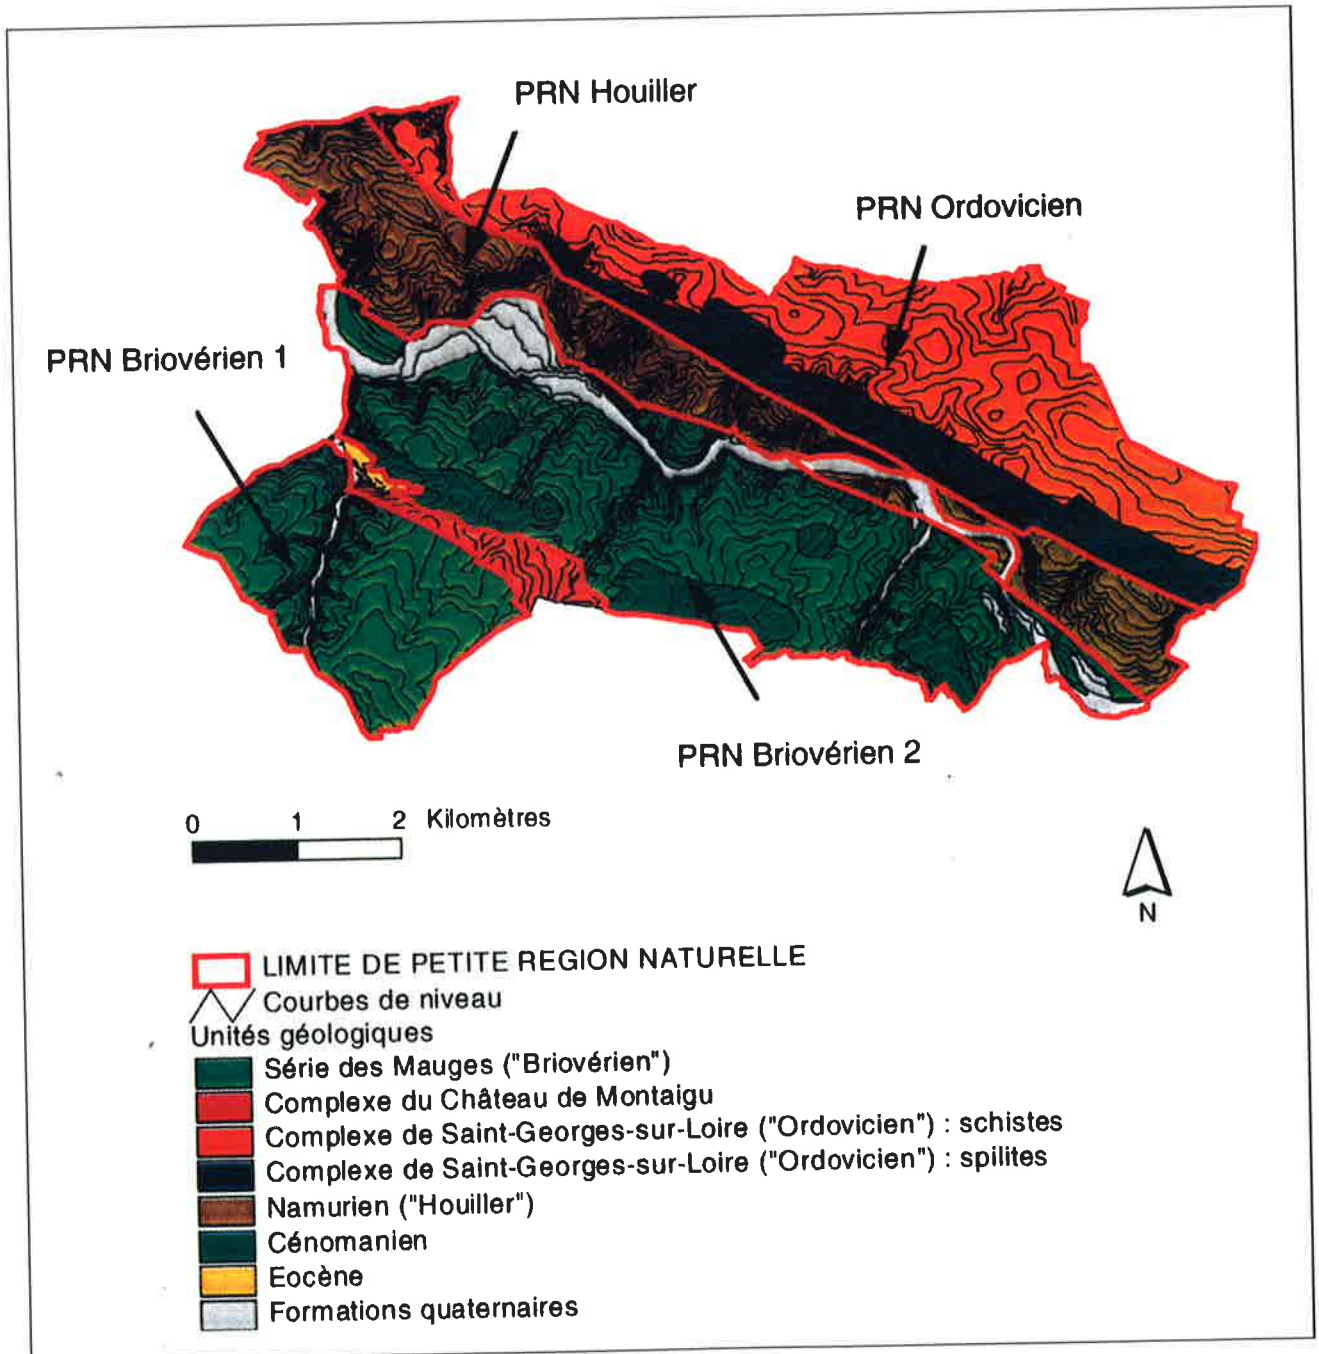 PRN Houiller
PRN Ordovicien
PRN Briovérien 1
PRN Briovérien 2
0 1 2 Kilomètres
N
LIMITE DE PETITE REGION NATURELLE
Courbes de niveau
Unités géologiques
Série des Mauges ("Briovérien")
Complexe du Château de Montaigu
Complexe de Saint-Georges-sur-Loire ("Ordovicien") : schistes
Complexe de Saint-Georges-sur-Loire ("Ordovicien") : spilites
Namurien ("Houiller")
Cénomanien
Eocène
Formations quaternaires